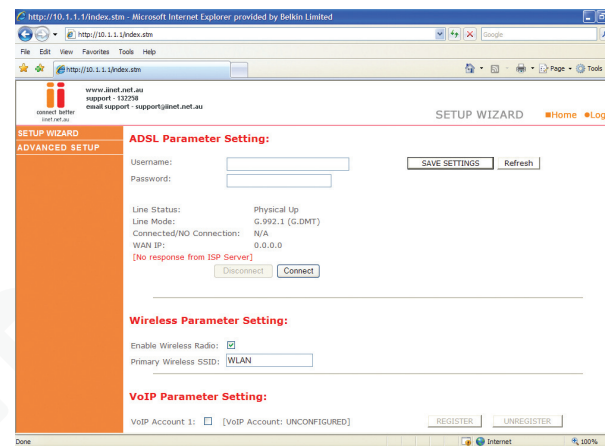 http://10.1.1.1/index.stm - Microsoft Internet Explorer provided by Belkin Limited
http://10.1.1.1/index.stm
Google
File Edit View Favorites Tools Help
http://10.1.1.1/index.stm
Page
Tools
www.iinet.net.au
support - 132258
email support - support@iinet.net.au
connect better
iinet.net.au
SETUP WIZARD
Home
Log
SETUP WIZARD
ADVANCED SETUP
ADSL Parameter Setting:
Username:
SAVE SETTINGS
Refresh
Password:
Line Status: Physical Up
Line Mode: G.992.1 (G.DMT)
Connected/NO Connection: N/A
WAN IP: 0.0.0.0
[No response from ISP Server]
Disconnect
Connect
Wireless Parameter Setting:
Enable Wireless Radio:
Primary Wireless SSID: WLAN
VoIP Parameter Setting:
VoIP Account 1: [VoIP Account: UNCONFIGURED]
REGISTER
UNREGISTER
Done
Internet
100%